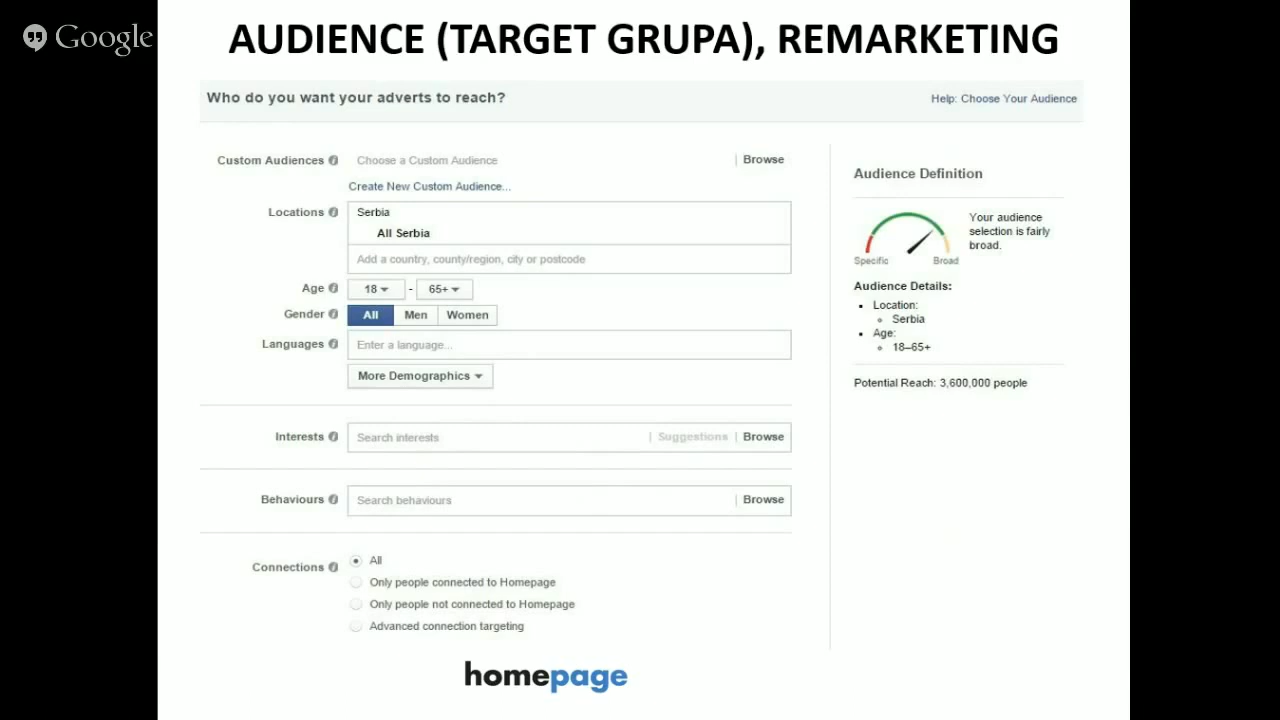 Google
AUDIENCE (TARGET GRUPA), REMARKETING
Who do you want your adverts to reach?
Help: Choose Your Audience
Custom Audiences
Choose a Custom Audience
Browse
Create New Custom Audience...
Locations
Serbia
All Serbia
Add a country, county/region, city or postcode
Age
18 - 65+
Gender
All Men Women
Languages
Enter a language...
More Demographics
Interests
Search interests
Suggestions
Browse
Behaviours
Search behaviours
Browse
Connections
All
Only people connected to Homepage
Only people not connected to Homepage
Advanced connection targeting
Audience Definition
Specific
Broad
Your audience
selection is fairly
broad.
Audience Details:
Location:
Serbia
Age:
18–65+
Potential Reach: 3,600,000 people
homepage